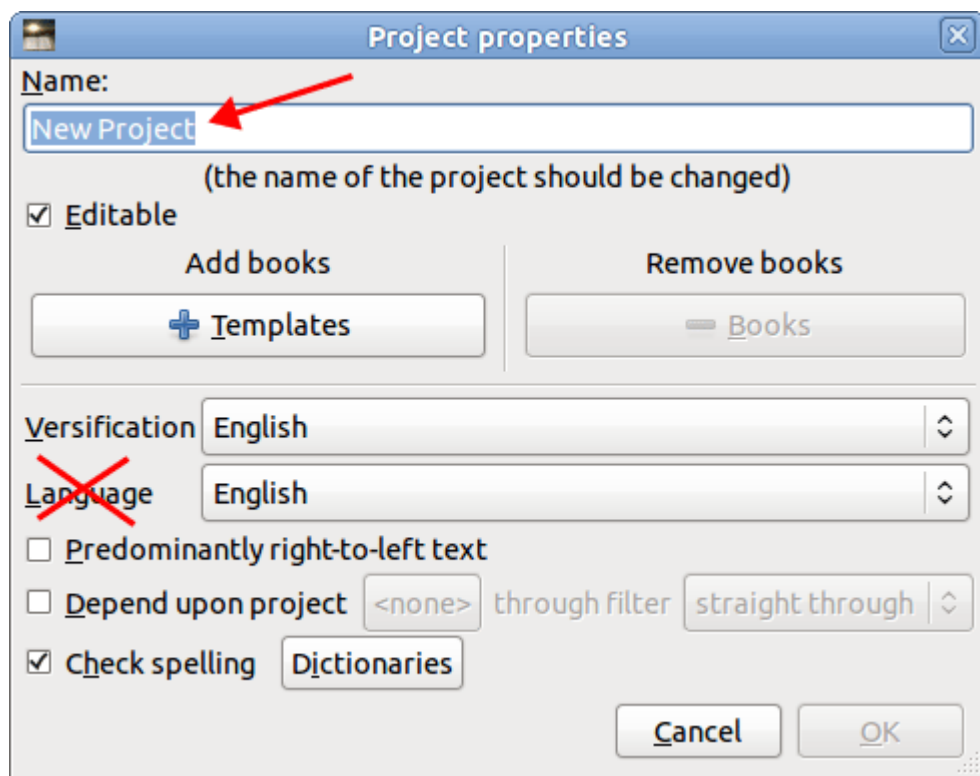 Project properties
Name:
New Project
(the name of the project should be changed)
Editable
Add books Remove books
Templates Books
Versification English
Language English
Predominantly right-to-left text
Depend upon project <none> through filter straight through
Check spelling Dictionaries
Cancel OK